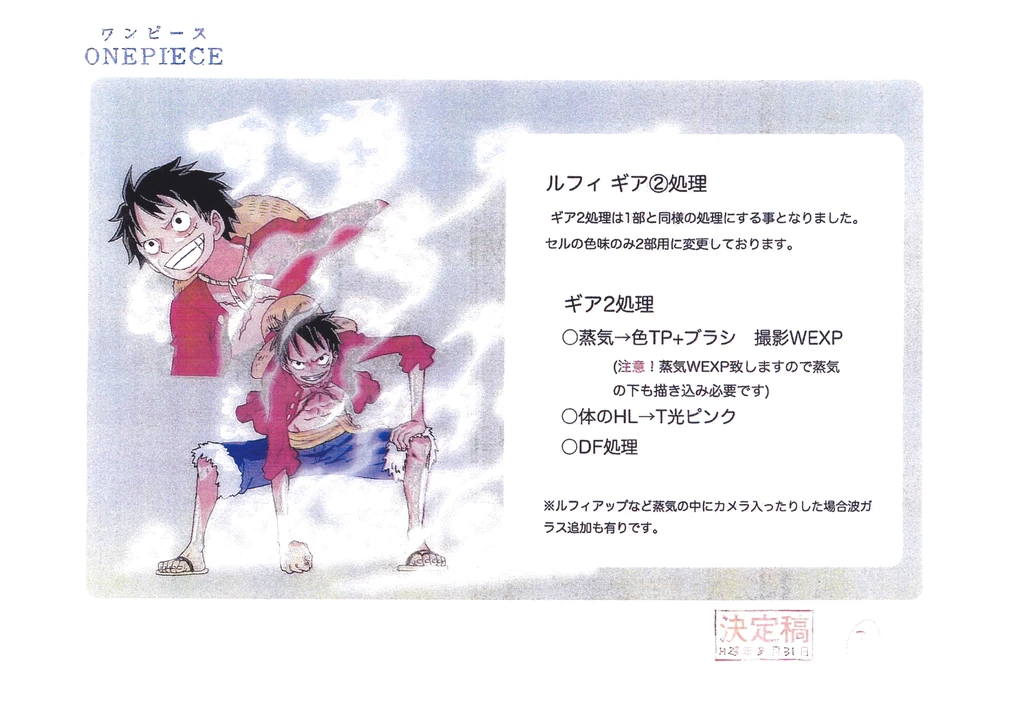 ワンピース
ONEPIECE
ルフィ ギア②処理
ギア2処理は1部と同様の処理にする事となりました。
セルの色味のみ2部用に変更しております。
ギア2処理
○蒸気→色TP+ブラシ　撮影WEXP
(注意！蒸気WEXP致しますので蒸気
の下も描き込み必要です)
○体のHL→T光ピンク
○DF処理
※ルフィアップなど蒸気の中にカメラ入ったりした場合波ガ
ラス追加も有りです。
決定稿
年 月31日